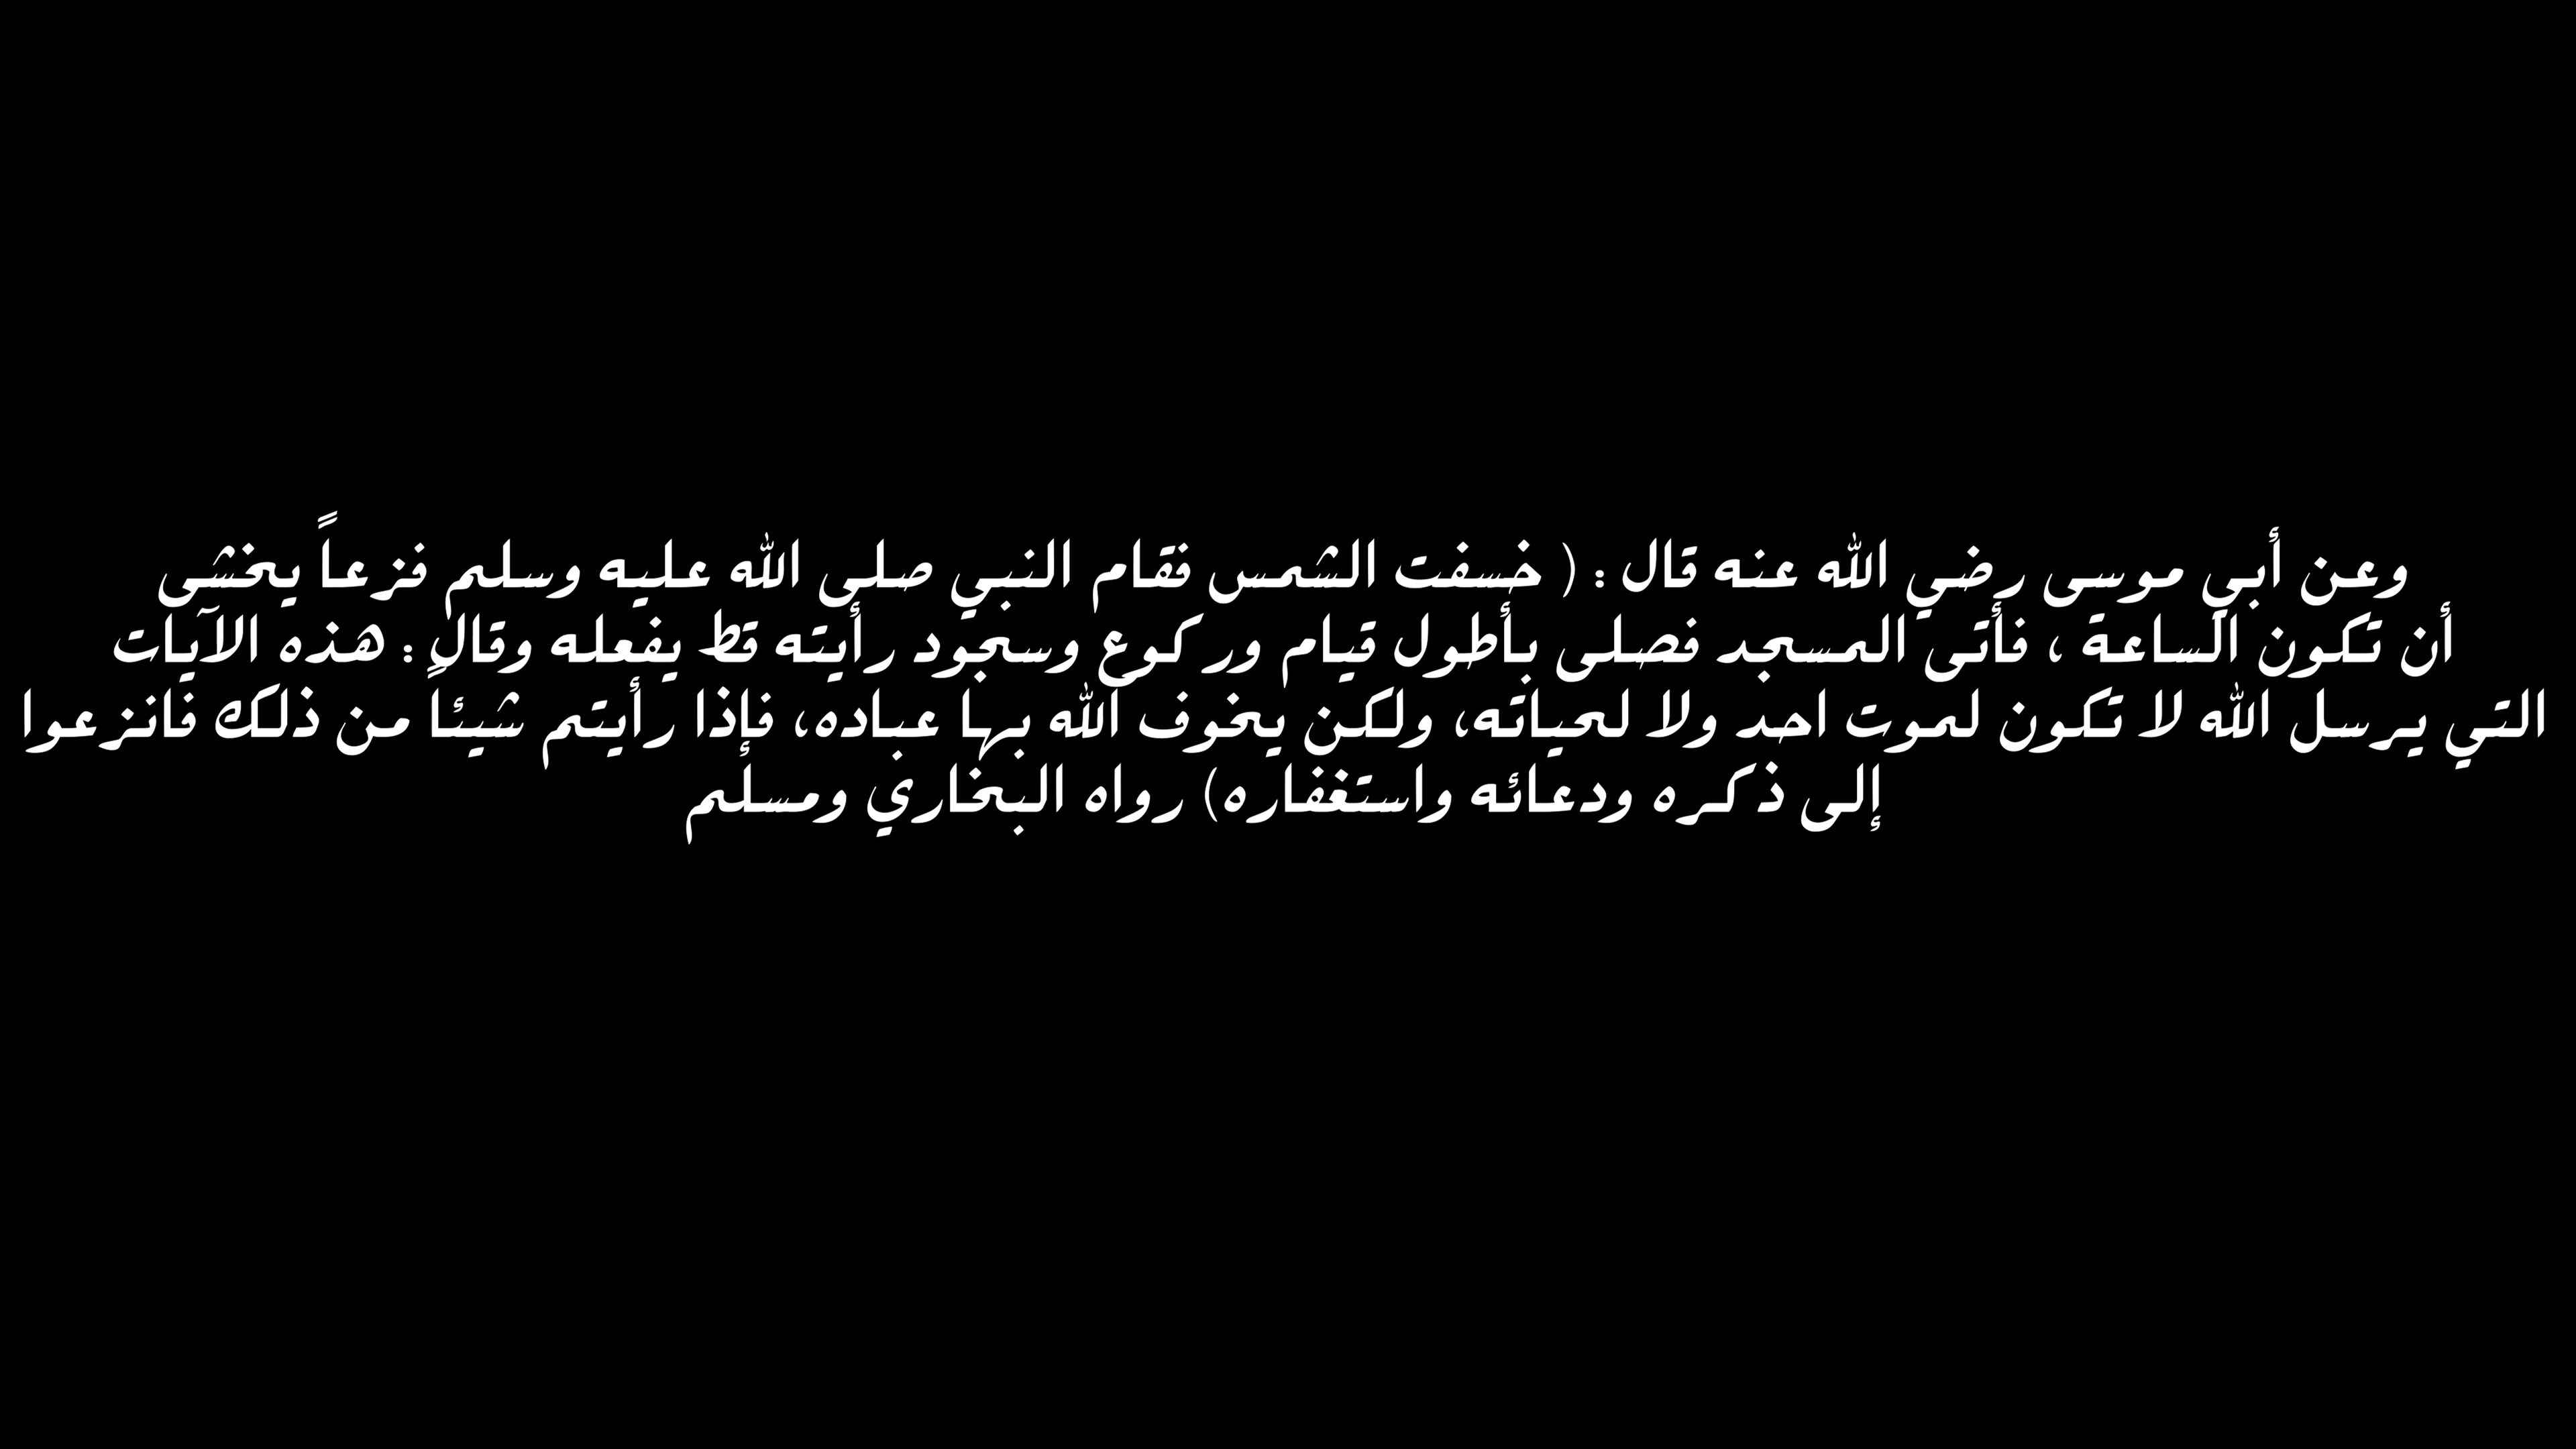 وعن أبي موسى رضي الله عنه قال : ( خسفت الشمس فقام النبي صلى الله عليه وسلم فزعاً يخشى
أن تكون الساعة ، فأتى المسجد فصلى بأطول قيام وركوع وسجود رأيته قط يفعله وقالٍ : هذه الآيات
التي يرسل الله لا تكون لموت احد ولا لحياته، ولكن يخوف الله بها عباده، فإذا رأيتم شيئا من ذلك فانزعوا
إلى ذكره ودعائه واستغفاره) رواه البخاري ومسلم